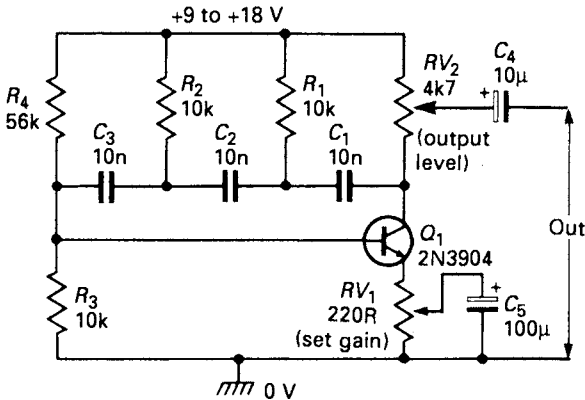 +9 to +18 V
R4
56k
R2
10k
R1
10k
RV2
4k7
(output
level)
C4
+
10μ
C3
10n
C2
10n
C1
10n
Out
Q1
2N3904
R3
10k
RV1
220R
(set gain)
+
C5
100μ
0 V